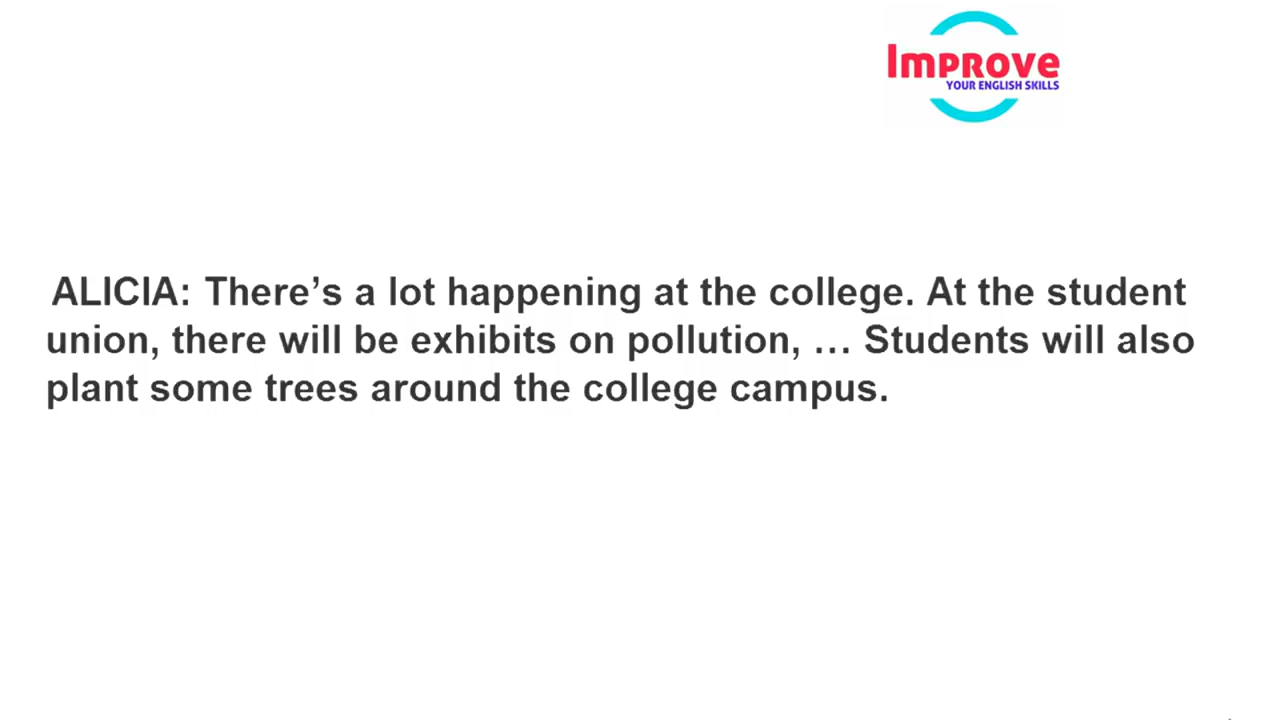 Improve
YOUR ENGLISH SKILLS
ALICIA: There’s a lot happening at the college. At the student
union, there will be exhibits on pollution, … Students will also
plant some trees around the college campus.